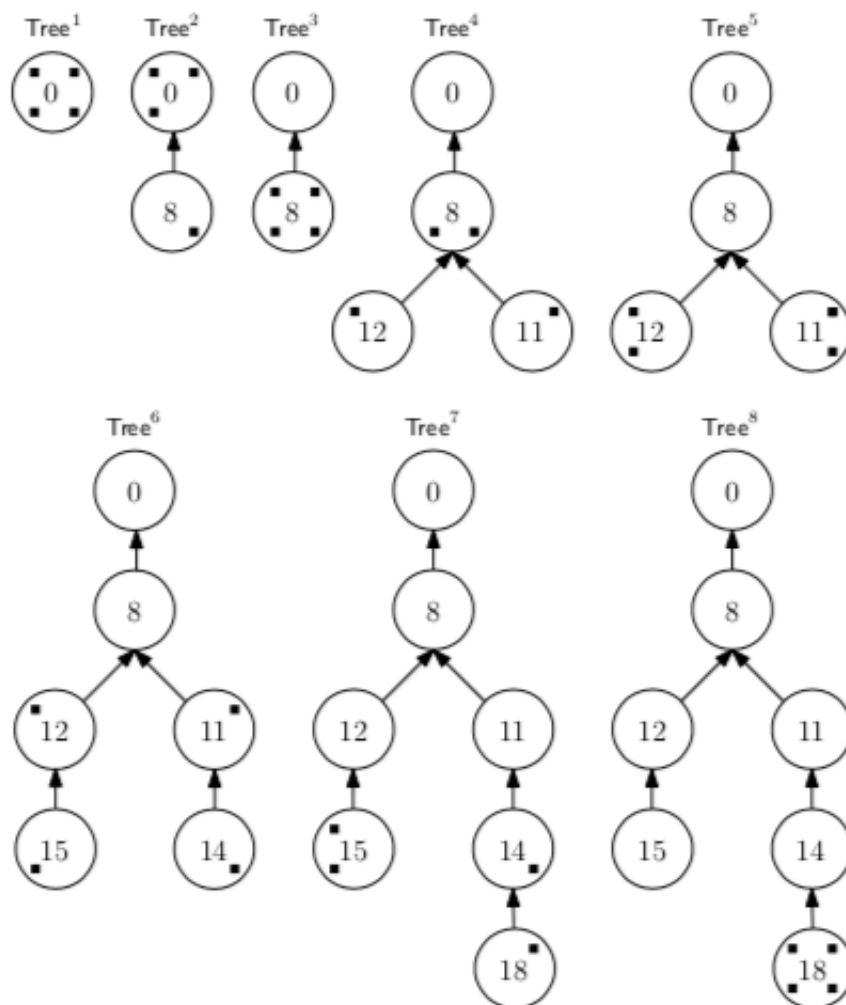 Tree¹ Tree² Tree³ Tree⁴ Tree⁵
0 0 0 0 0
8 8 8 8
12 11 12 11
Tree⁶ Tree⁷ Tree⁸
0 0 0
8 8 8
12 11 12 11 12 11
15 14 15 14 15 14
18 18